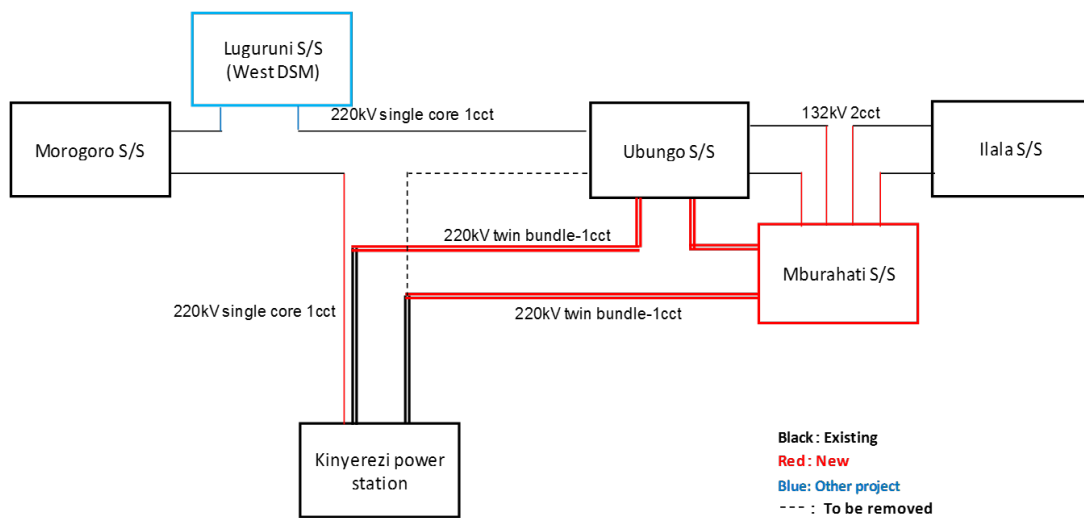 Luguruni S/S
(West DSM)
220kV single core 1cct
132kV 2cct
Morogoro S/S
Ubungo S/S
Ilala S/S
220kV twin bundle-1cct
Mburahati S/S
220kV single core 1cct
220kV twin bundle-1cct
Kinyerezi power
station
Black : Existing
Red : New
Blue: Other project
---- : To be removed